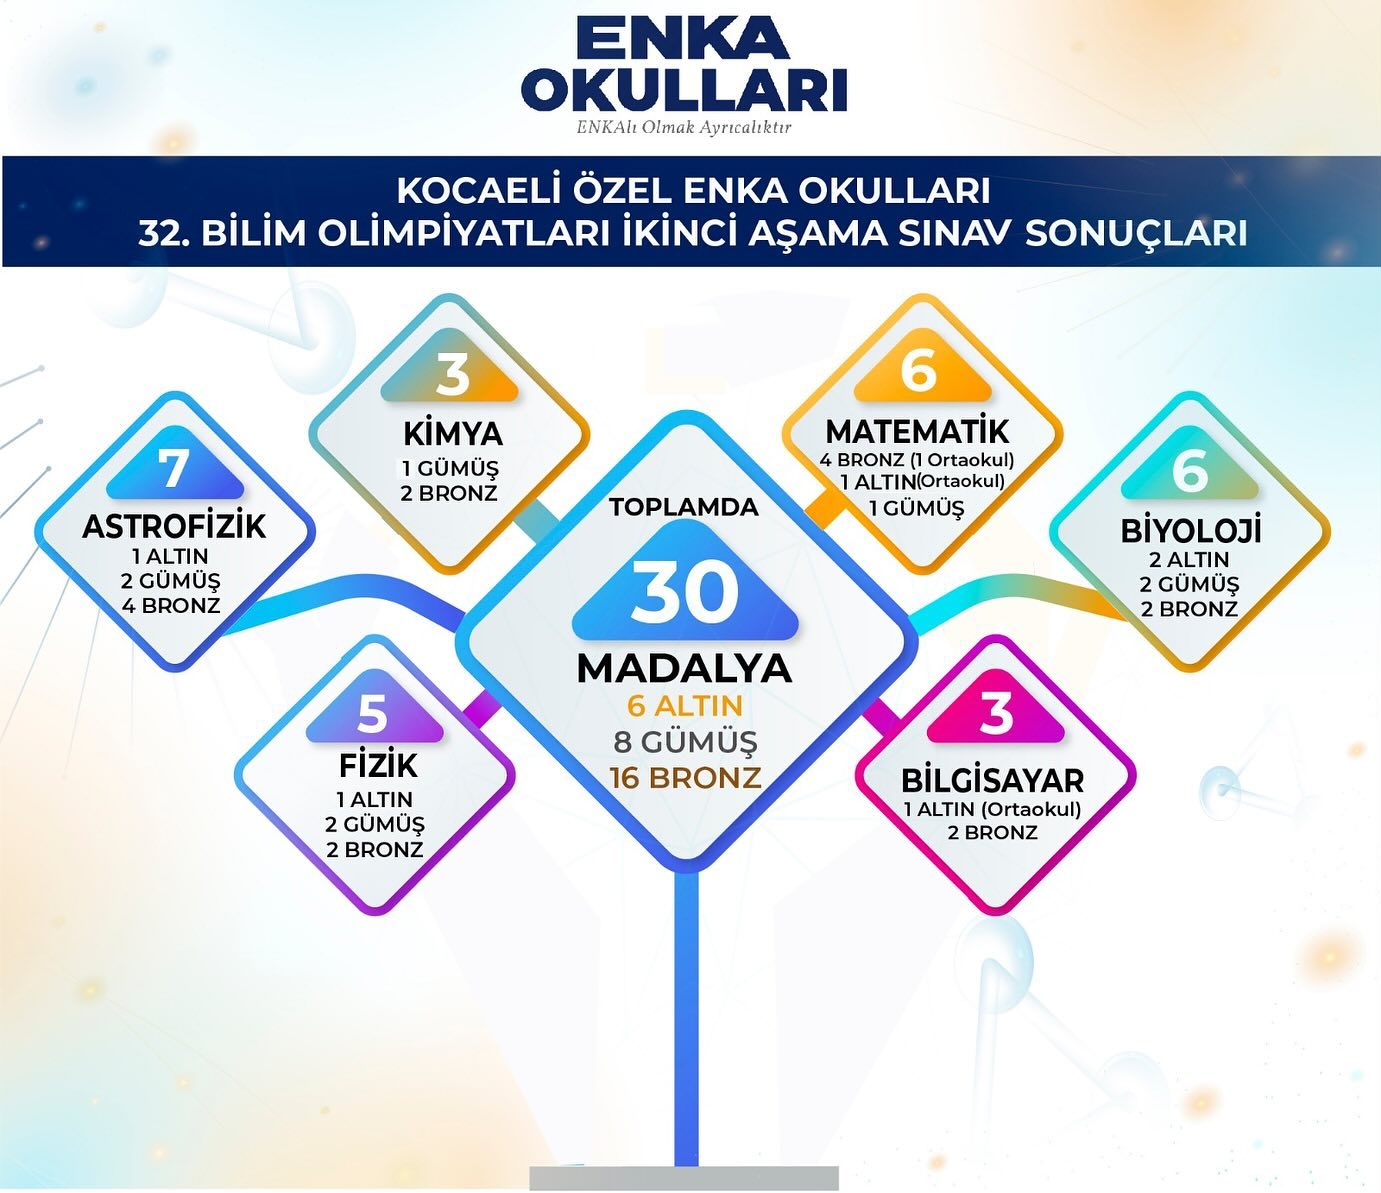 ENKA
OKULLARI
ENKAlı Olmak Ayrıcalıktır
KOCAELİ ÖZEL ENKA OKULLARI
32. BİLİM OLİMPİYATLARI İKİNCİ AŞAMA SINAV SONUÇLARI
7
ASTROFİZİK
1 ALTIN
2 GÜMÜŞ
4 BRONZ
3
KİMYA
1 GÜMÜŞ
2 BRONZ
5
FİZİK
1 ALTIN
2 GÜMÜŞ
2 BRONZ
TOPLAMDA
30
MADALYA
6 ALTIN
8 GÜMÜŞ
16 BRONZ
6
MATEMATİK
4 BRONZ (1 Ortaokul)
1 ALTIN(Ortaokul)
1 GÜMÜŞ
6
BİYOLOJİ
2 ALTIN
2 GÜMÜŞ
2 BRONZ
3
BİLGİSAYAR
1 ALTIN (Ortaokul)
2 BRONZ